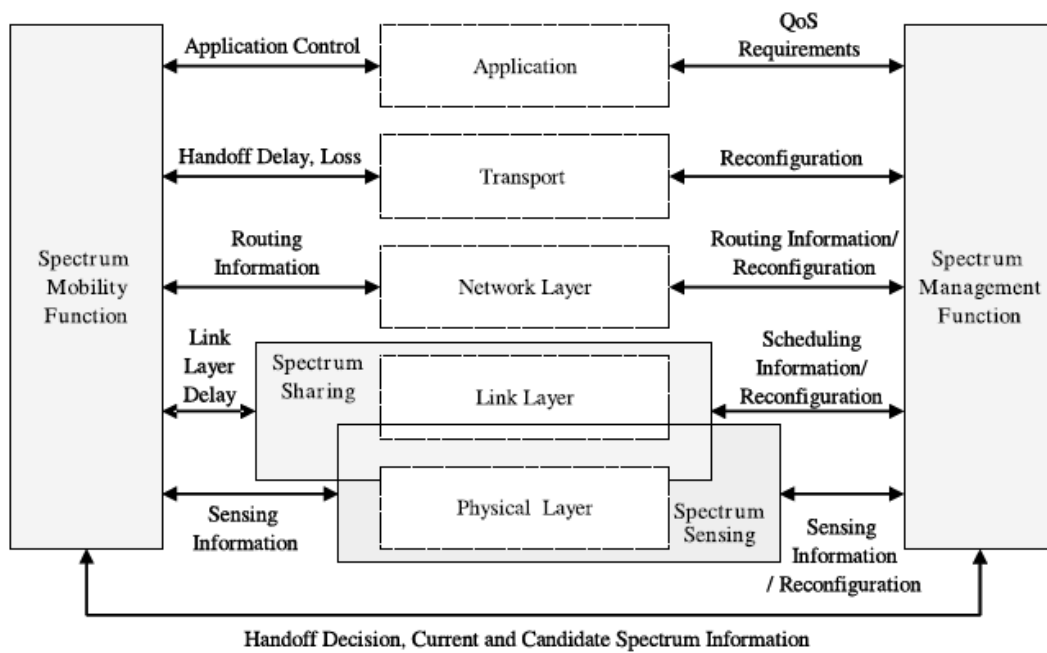 Application Control
Application
QoS
Requirements
Handoff Delay, Loss
Transport
Reconfiguration
Spectrum
Mobility
Function
Routing
Information
Network Layer
Routing Information/
Reconfiguration
Spectrum
Management
Function
Link
Layer
Delay
Spectrum
Sharing
Link Layer
Scheduling
Information/
Reconfiguration
Sensing
Information
Physical Layer
Spectrum
Sensing
Sensing
Information
/ Reconfiguration
Handoff Decision, Current and Candidate Spectrum Information